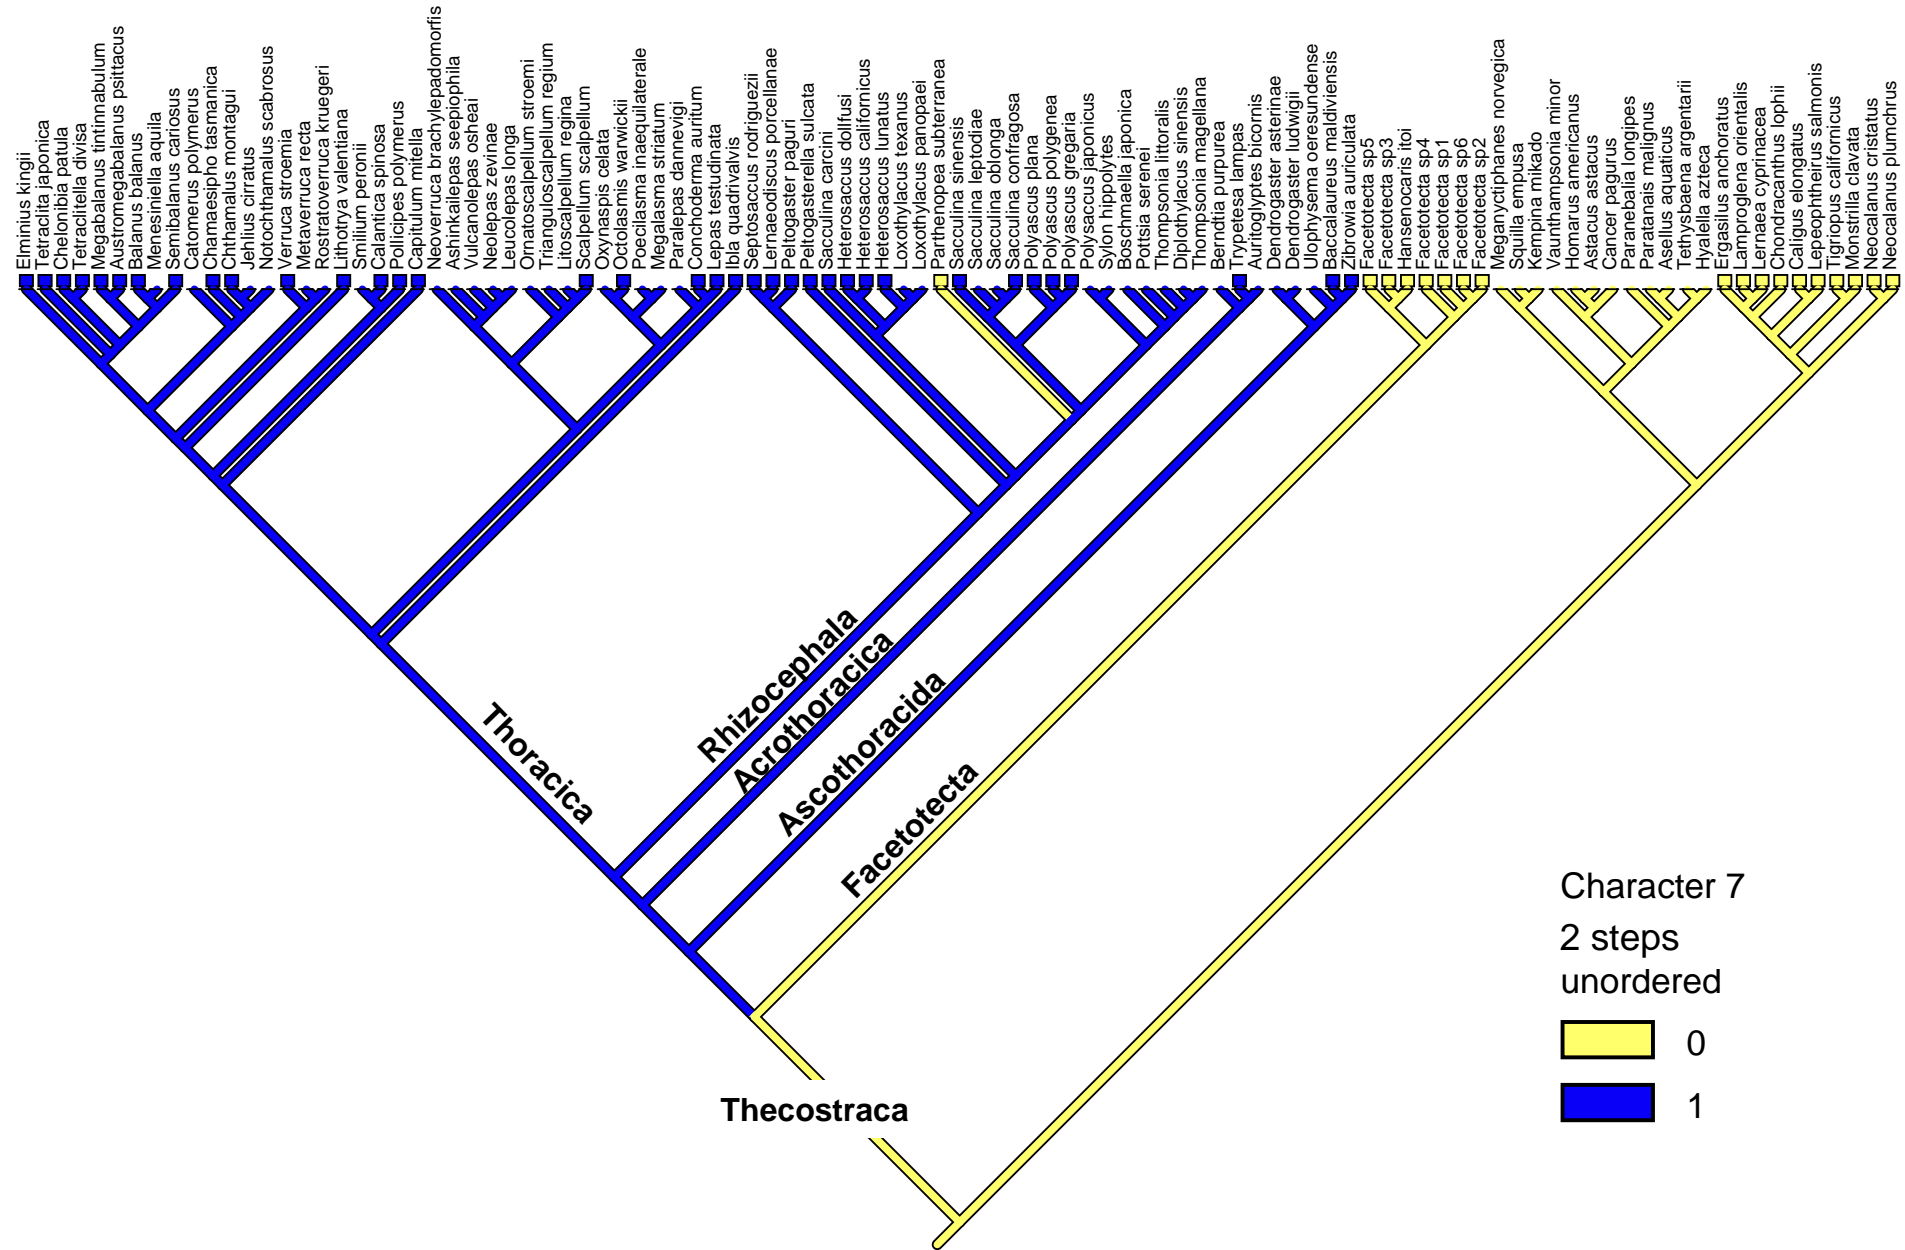 Elminius kingii
Tetraclita japonica
Chelonibia patula
Tetraclitella divisa
Megabalanus tintinnabulum
Austromegabalanus psittacus
Balanus balanus
Menesiniella aquila
Semibalanus cariosus
Catomerus polymerus
Chamaesipho tasmanica
Chthamalus montagui
Jehlius cirratus
Notochthamalus scabrosus
Verruca stroemia
Metaverruca recta
Rostratoverruca kruegeri
Lithotrya valentiana
Smilium peronii
Calantica spinosa
Pollicipes polymerus
Capitulum mitella
Neoverruca brachylepadomorfis
Ashinkailepas seepiophila
Vulcanolepas osheai
Neolepas zevinae
Leucolepas longa
Ornatoscalpellum stroemi
Trianguloscalpellum regium
Litoscalpellum regina
Scalpellum scalpellum
Oxynaspis celata
Octolasmis warwickii
Poecilasma inaequilaterale
Megalasma striatum
Paralepas dannevigi
Conchoderma auritum
Lepas testudinata
Ibla quadrivalvis
Septosaccus rodriguezii
Lernaeodiscus porcellanae
Peltogaster paguri
Peltogasterella sulcata
Sacculina carcini
Heterosaccus dollfusi
Heterosaccus californicus
Heterosaccus lunatus
Loxothylacus texanus
Loxothylacus panopaei
Parthenopea subterranea
Sacculina sinensis
Sacculina leptodiae
Sacculina oblonga
Sacculina confragosa
Polyascus plana
Polyascus polygenea
Polyascus gregaria
Polysaccus japonicus
Sylon hippolytes
Boschmaella japonica
Pottsia serenei
Thompsonia littoralis
Diplothylacus sinensis
Thompsonia magellana
Berndtia purpurea
Trypetesa lampas
Auritoglyptes bicornis
Dendrogaster asterinae
Dendrogaster ludwigii
Ulophysema oeresundense
Baccalaureus maldiviensis
Zibrowia auriculata
Facetotecta sp5
Facetotecta sp3
Hansenocaris itoi
Facetotecta sp4
Facetotecta sp1
Facetotecta sp6
Facetotecta sp2
Meganyctiphanes norvegica
Squilla empusa
Kempina mikado
Vaunthampsonia minor
Homarus americanus
Astacus astacus
Cancer pagurus
Paranebalia longipes
Paratanais malignus
Asellus aquaticus
Tethysbaena argentarii
Hyalella azteca
Ergasilus anchoratus
Lamproglena orientalis
Lernaea cyprinacea
Chondracanthus lophii
Caligus elongatus
Lepeophtheirus salmonis
Tigriopus californicus
Monstrilla clavata
Neocalanus cristatus
Neocalanus plumchrus
Thoracica
Rhizocephala
Acrothoracica
Ascothoracida
Facetotecta
Thecostraca
Character 7
2 steps
unordered
0
1